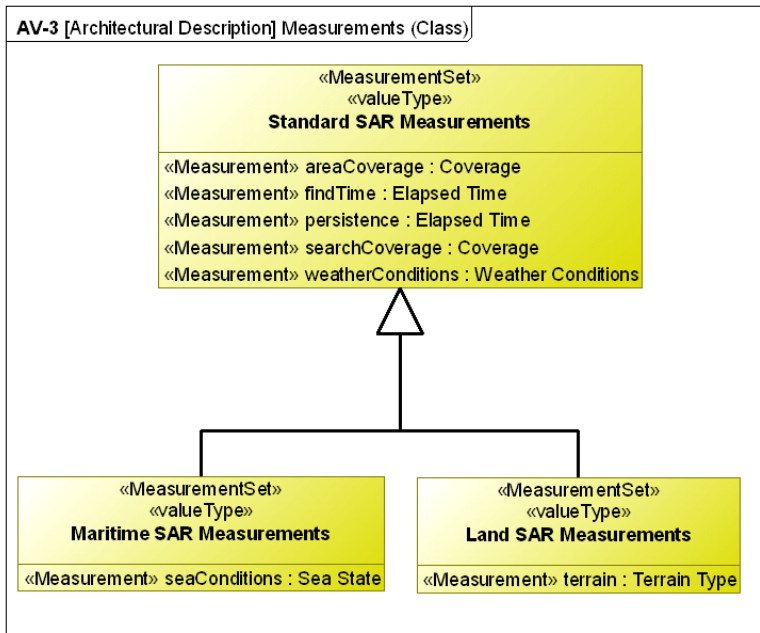 AV-3 [Architectural Description] Measurements (Class)
«MeasurementSet»
«valueType»
Standard SAR Measurements
«Measurement» areaCoverage : Coverage
«Measurement» findTime : Elapsed Time
«Measurement» persistence : Elapsed Time
«Measurement» searchCoverage : Coverage
«Measurement» weatherConditions : Weather Conditions
«MeasurementSet»
«valueType»
Maritime SAR Measurements
«Measurement» seaConditions : Sea State
«MeasurementSet»
«valueType»
Land SAR Measurements
«Measurement» terrain : Terrain Type